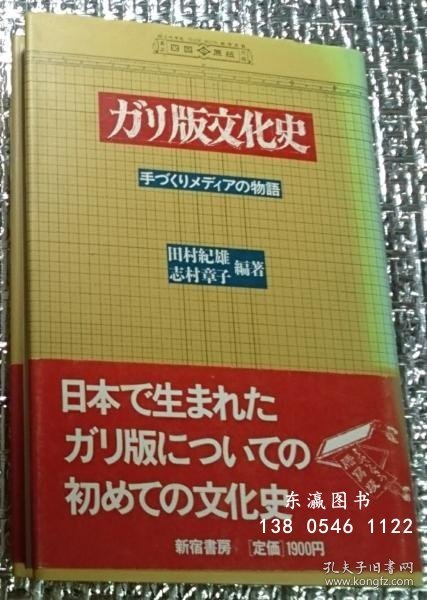 四国 原紙
ガリ版文化史
手づくりメディアの物語
田村紀雄
志村章子
編著
日本で生まれた
ガリ版についての
初めての文化史
东瀛图书
138 0546 1122
新宿書房 [定価] 1900円
孔夫子旧书网
www.kongfz.com